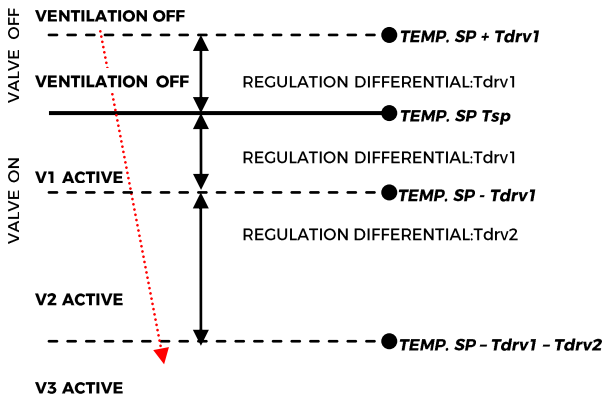 VENTILATION OFF
TEMP. SP + Tdrv1
VALVE OFF
VENTILATION OFF
REGULATION DIFFERENTIAL:Tdrv1
TEMP. SP Tsp
REGULATION DIFFERENTIAL:Tdrv1
VALVE ON
V1 ACTIVE
TEMP. SP - Tdrv1
REGULATION DIFFERENTIAL:Tdrv2
V2 ACTIVE
TEMP. SP – Tdrv1 – Tdrv2
V3 ACTIVE